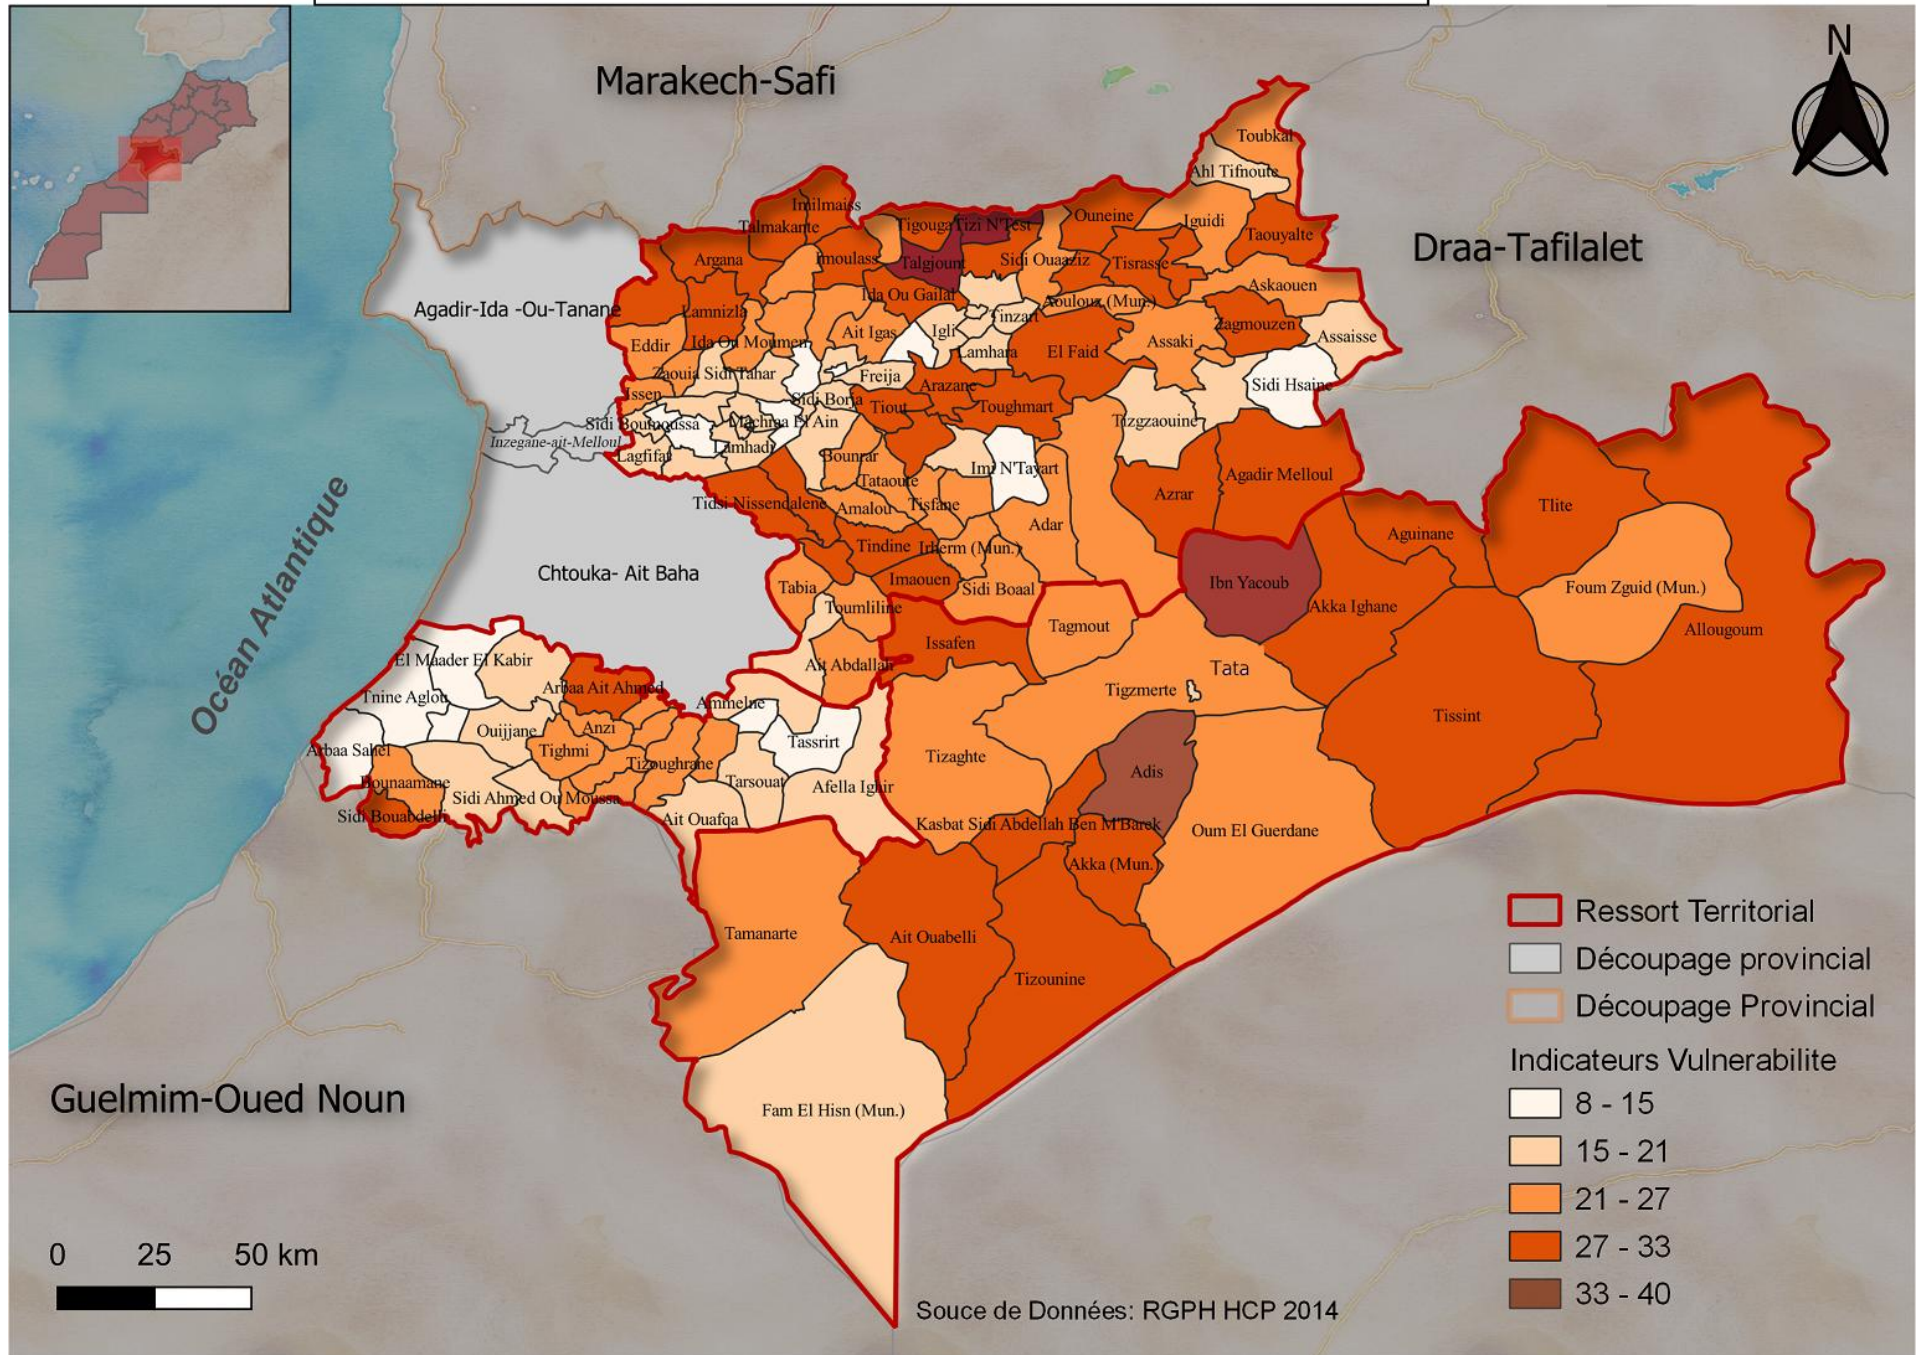 Marakech-Safi
N
Toubkal
Ahl Tifnoute
Imilmaiss
Talmakante
Tigouga
Tizi N'Test
Ouneine
Iguidi
Taouyalte
Draa-Tafilalet
Argana
Imoulass
Talgjount
Sidi Ouaaziz
Tisrasse
Askaouen
Agadir-Ida -Ou-Tanane
Lamnizla
Ida Ou Gailal
Tinzart
Aoulouz (Mun.)
Zagmouzen
Assaisse
Eddir
Ida Ou Moumen
Ait Igas
Igli
Lamhara
El Faid
Assaki
Zaouia Sidi Tahar
Freija
Arazane
Sidi Hsaine
Issen
Sidi Borja
Tiout
Toughmart
Sidi Boumoussa
Machraa El Ain
Tizgzaouine
Inzegane-ait-Melloul
Lagfifat
Lamhadi
Bounrar
Imi N'Tayart
Agadir Melloul
Tataoute
Azrar
Tidsi Nissendalene
Amalou
Tisfane
Adar
Tlite
Aguinane
Tindine
Irherm (Mun.)
Chtouka- Ait Baha
Tabia
Imaouen
Sidi Boaal
Ibn Yacoub
Foum Zguid (Mun.)
Toumliline
Akka Ighane
Océan Atlantique
Issafen
Tagmout
Allougoum
El Maader El Kabir
Ait Abdallah
Tata
Tnine Aglou
Arbaa Ait Ahmed
Ammelne
Tigzmerte
Ouijjane
Anzi
Tassrirt
Tissint
Arbaa Sahel
Tighmi
Tizoughrane
Tizaghte
Adis
Bounaamane
Sidi Ahmed Ou Moussa
Tarsouat
Afella Ighir
Sidi Bouabdelli
Ait Ouafqa
Kasbat Sidi Abdellah Ben M'Barek
Oum El Guerdane
Akka (Mun.)
Tamanarte
Ait Ouabelli
Tizounine
Fam El Hisn (Mun.)
Guelmim-Oued Noun
Ressort Territorial
Découpage provincial
Découpage Provincial
Indicateurs Vulnerabilite
8 - 15
15 - 21
21 - 27
27 - 33
33 - 40
0 25 50 km
Souce de Données: RGPH HCP 2014